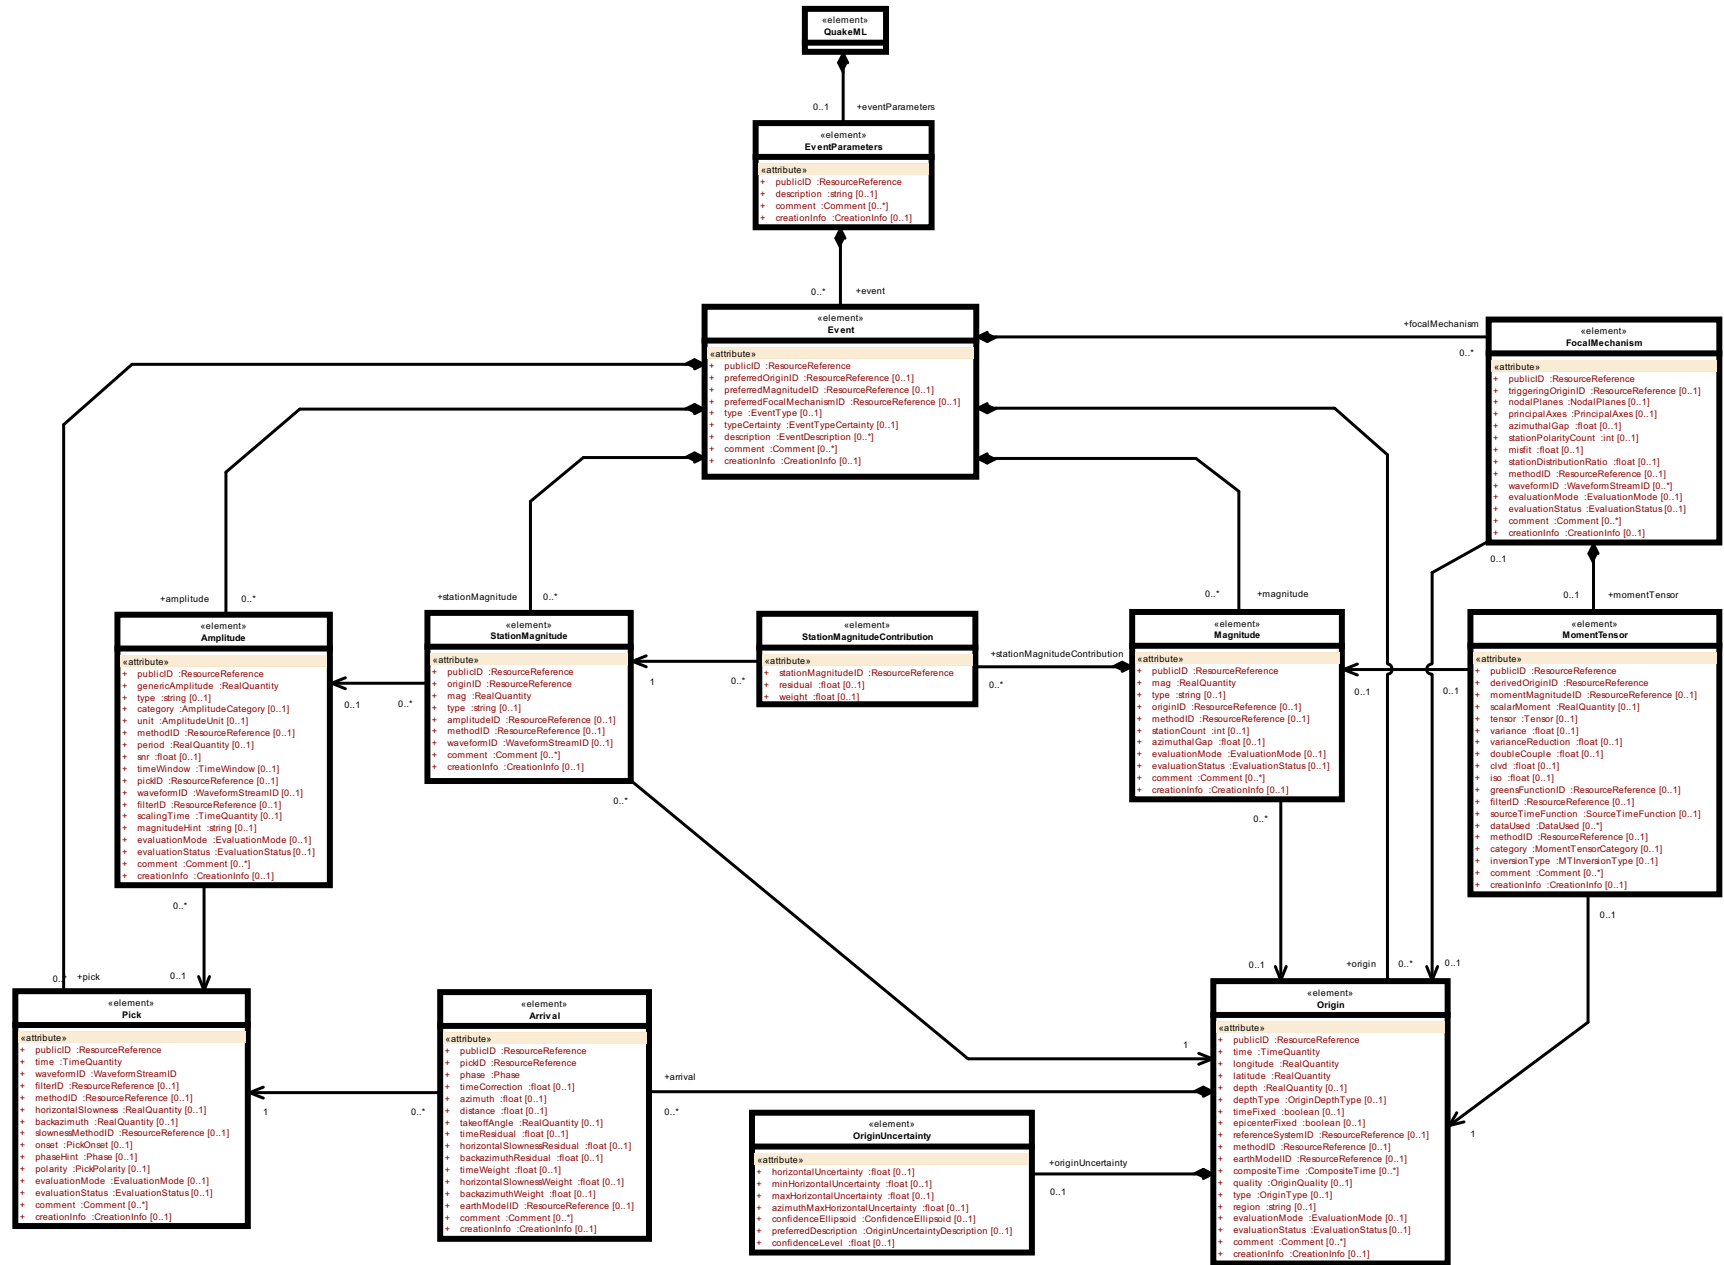 «element»
QuakeML
0..1 +eventParameters
«element»
EventParameters
«attribute»
+ publicID :ResourceReference
+ description :string [0..1]
+ comment :Comment [0..*]
+ creationInfo :CreationInfo [0..1]
0..* +event
«element»
Event
«attribute»
+ publicID :ResourceReference
+ preferredOriginID :ResourceReference [0..1]
+ preferredMagnitudeID :ResourceReference [0..1]
+ preferredFocalMechanismID :ResourceReference [0..1]
+ type :EventType [0..1]
+ typeCertainty :EventTypeCertainty [0..1]
+ description :EventDescription [0..*]
+ comment :Comment [0..*]
+ creationInfo :CreationInfo [0..1]
+focalMechanism
0..*
«element»
FocalMechanism
«attribute»
+ publicID :ResourceReference
+ triggeringOriginID :ResourceReference [0..1]
+ nodalPlanes :NodalPlanes [0..1]
+ principalAxes :PrincipalAxes [0..1]
+ azimuthalGap :float [0..1]
+ stationPolarityCount :int [0..1]
+ misfit :float [0..1]
+ stationDistributionRatio :float [0..1]
+ methodID :ResourceReference [0..1]
+ waveformID :WaveformStreamID [0..*]
+ evaluationMode :EvaluationMode [0..1]
+ evaluationStatus :EvaluationStatus [0..1]
+ comment :Comment [0..*]
+ creationInfo :CreationInfo [0..1]
0..1
0..1 +momentTensor
+amplitude 0..*
«element»
Amplitude
«attribute»
+ publicID :ResourceReference
+ genericAmplitude :RealQuantity
+ type :string [0..1]
+ category :AmplitudeCategory [0..1]
+ unit :AmplitudeUnit [0..1]
+ methodID :ResourceReference [0..1]
+ period :RealQuantity [0..1]
+ snr :float [0..1]
+ timeWindow :TimeWindow [0..1]
+ pickID :ResourceReference [0..1]
+ waveformID :WaveformStreamID [0..1]
+ filterID :ResourceReference [0..1]
+ scalingTime :TimeQuantity [0..1]
+ magnitudeHint :string [0..1]
+ evaluationMode :EvaluationMode [0..1]
+ evaluationStatus :EvaluationStatus [0..1]
+ comment :Comment [0..*]
+ creationInfo :CreationInfo [0..1]
0..1 0..*
+stationMagnitude 0..*
«element»
StationMagnitude
«attribute»
+ publicID :ResourceReference
+ originID :ResourceReference
+ mag :RealQuantity
+ type :string [0..1]
+ amplitudeID :ResourceReference [0..1]
+ methodID :ResourceReference [0..1]
+ waveformID :WaveformStreamID [0..1]
+ comment :Comment [0..*]
+ creationInfo :CreationInfo [0..1]
0..*
1 0..*
«element»
StationMagnitudeContribution
«attribute»
+ stationMagnitudeID :ResourceReference
+ residual :float [0..1]
+ weight :float [0..1]
+stationMagnitudeContribution
0..*
0..* +magnitude
«element»
Magnitude
«attribute»
+ publicID :ResourceReference
+ mag :RealQuantity
+ type :string [0..1]
+ originID :ResourceReference [0..1]
+ methodID :ResourceReference [0..1]
+ stationCount :int [0..1]
+ azimuthalGap :float [0..1]
+ evaluationMode :EvaluationMode [0..1]
+ evaluationStatus :EvaluationStatus [0..1]
+ comment :Comment [0..*]
+ creationInfo :CreationInfo [0..1]
0..*
0..1 0..1
«element»
MomentTensor
«attribute»
+ publicID :ResourceReference
+ derivedOriginID :ResourceReference
+ momentMagnitudeID :ResourceReference [0..1]
+ scalarMoment :RealQuantity [0..1]
+ tensor :Tensor [0..1]
+ variance :float [0..1]
+ varianceReduction :float [0..1]
+ doubleCouple :float [0..1]
+ clvd :float [0..1]
+ iso :float [0..1]
+ greensFunctionID :ResourceReference [0..1]
+ filterID :ResourceReference [0..1]
+ sourceTimeFunction :SourceTimeFunction [0..1]
+ dataUsed :DataUsed [0..*]
+ methodID :ResourceReference [0..1]
+ category :MomentTensorCategory [0..1]
+ inversionType :MTInversionType [0..1]
+ comment :Comment [0..*]
+ creationInfo :CreationInfo [0..1]
0..1
0..*
0..1
0..* +pick
«element»
Pick
«attribute»
+ publicID :ResourceReference
+ time :TimeQuantity
+ waveformID :WaveformStreamID
+ filterID :ResourceReference [0..1]
+ methodID :ResourceReference [0..1]
+ horizontalSlowness :RealQuantity [0..1]
+ backazimuth :RealQuantity [0..1]
+ slownessMethodID :ResourceReference [0..1]
+ onset :PickOnset [0..1]
+ phaseHint :Phase [0..1]
+ polarity :PickPolarity [0..1]
+ evaluationMode :EvaluationMode [0..1]
+ evaluationStatus :EvaluationStatus [0..1]
+ comment :Comment [0..*]
+ creationInfo :CreationInfo [0..1]
1 0..*
«element»
Arrival
«attribute»
+ publicID :ResourceReference
+ pickID :ResourceReference
+ phase :Phase
+ timeCorrection :float [0..1]
+ azimuth :float [0..1]
+ distance :float [0..1]
+ takeoffAngle :RealQuantity [0..1]
+ timeResidual :float [0..1]
+ horizontalSlownessResidual :float [0..1]
+ backazimuthResidual :float [0..1]
+ timeWeight :float [0..1]
+ horizontalSlownessWeight :float [0..1]
+ backazimuthWeight :float [0..1]
+ earthModelID :ResourceReference [0..1]
+ comment :Comment [0..*]
+ creationInfo :CreationInfo [0..1]
+arrival
0..*
«element»
OriginUncertainty
«attribute»
+ horizontalUncertainty :float [0..1]
+ minHorizontalUncertainty :float [0..1]
+ maxHorizontalUncertainty :float [0..1]
+ azimuthMaxHorizontalUncertainty :float [0..1]
+ confidenceEllipsoid :ConfidenceEllipsoid [0..1]
+ preferredDescription :OriginUncertaintyDescription [0..1]
+ confidenceLevel :float [0..1]
+originUncertainty
0..1
1
0..1 +origin 0..* 0..1
«element»
Origin
«attribute»
+ publicID :ResourceReference
+ time :TimeQuantity
+ longitude :RealQuantity
+ latitude :RealQuantity
+ depth :RealQuantity [0..1]
+ depthType :OriginDepthType [0..1]
+ timeFixed :boolean [0..1]
+ epicenterFixed :boolean [0..1]
+ referenceSystemID :ResourceReference [0..1]
+ methodID :ResourceReference [0..1]
+ earthModelID :ResourceReference [0..1]
+ compositeTime :CompositeTime [0..*]
+ quality :OriginQuality [0..1]
+ type :OriginType [0..1]
+ region :string [0..1]
+ evaluationMode :EvaluationMode [0..1]
+ evaluationStatus :EvaluationStatus [0..1]
+ comment :Comment [0..*]
+ creationInfo :CreationInfo [0..1]
1